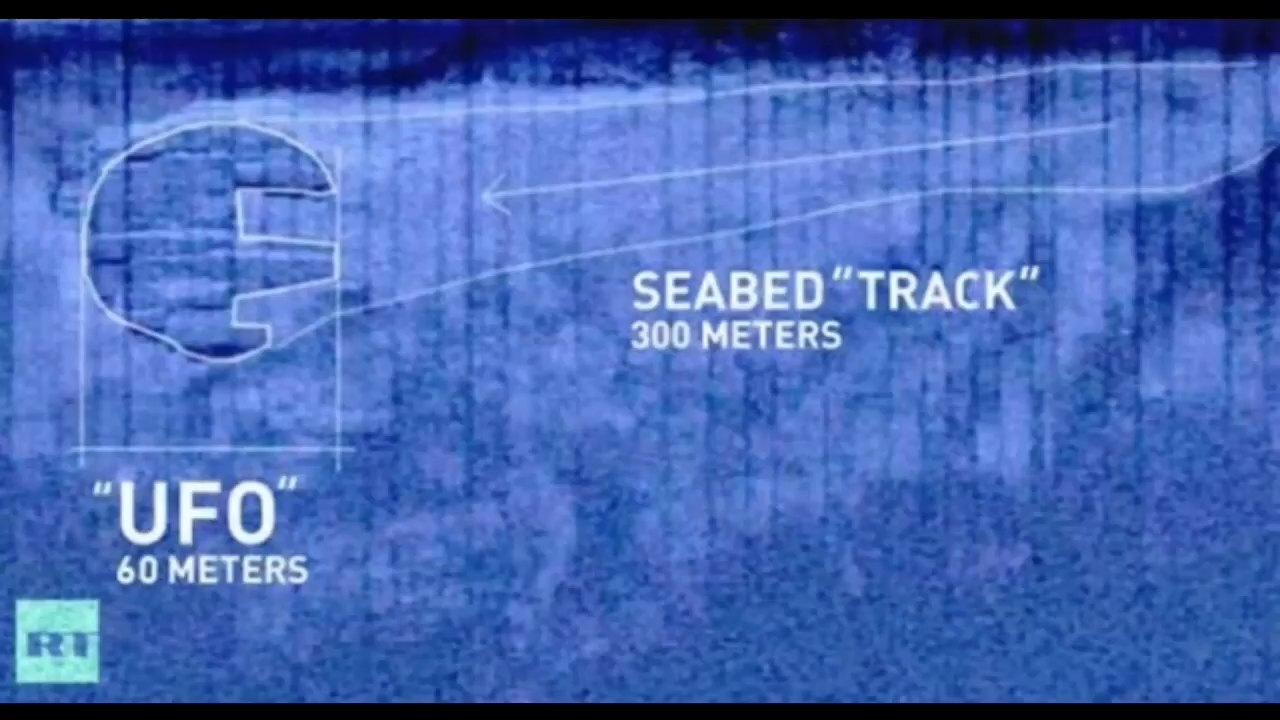 SEABED “TRACK”
300 METERS
“UFO”
60 METERS
RT